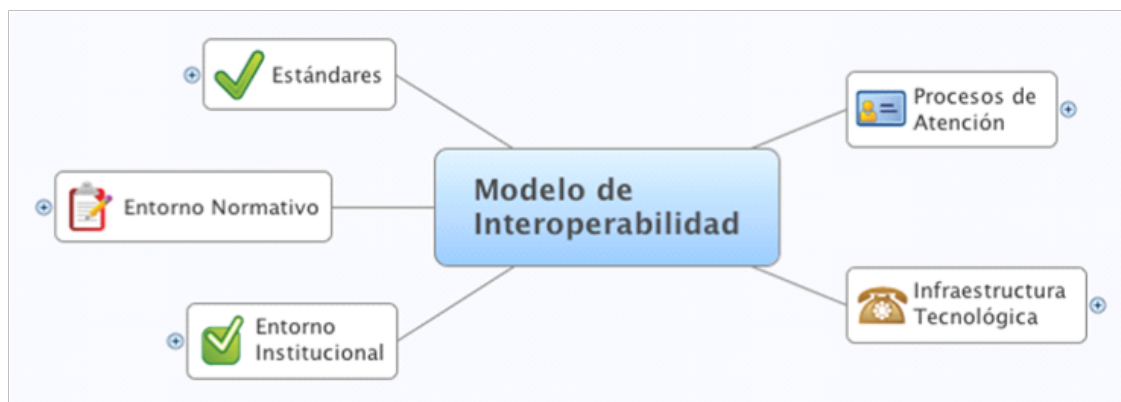 Estándares
Procesos de
Atención
Modelo de
Interoperabilidad
Entorno Normativo
Infraestructura
Tecnológica
Entorno
Institucional